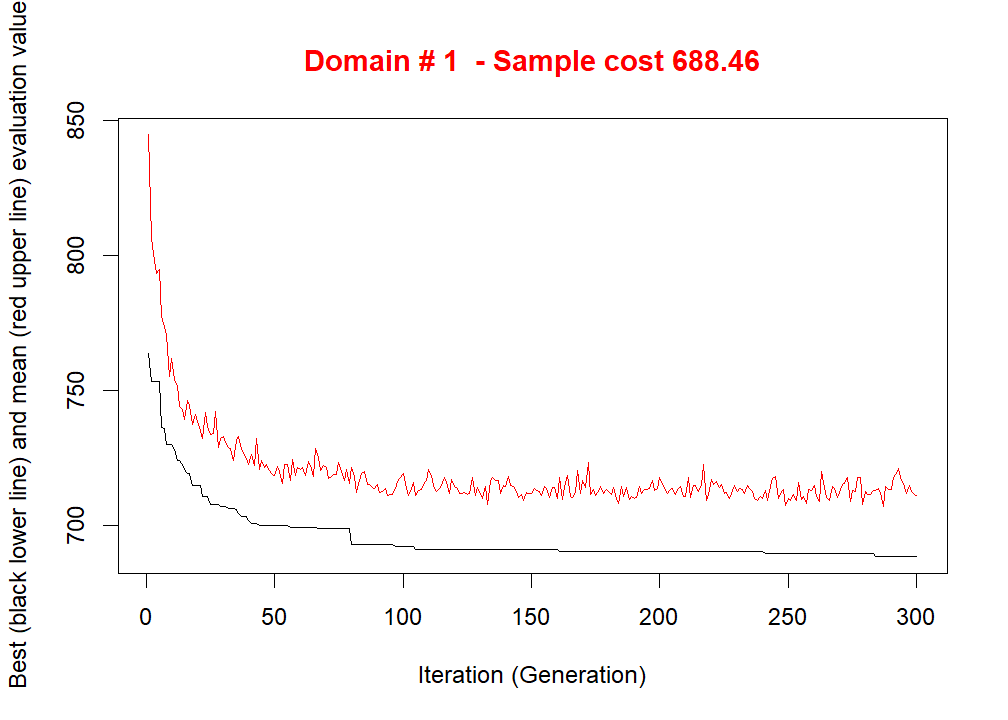 Domain # 1  - Sample cost 688.46
Best (black lower line) and mean (red upper line) evaluation value
850
800
750
700
0 50 100 150 200 250 300
Iteration (Generation)